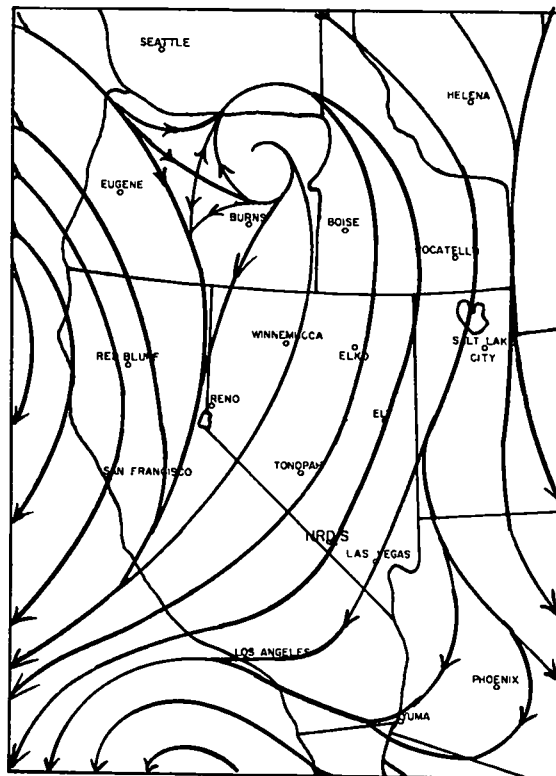 SEATTLE
HELENA
EUGENE
BURNS
BOISE
POCATELLO
WINNEMUCCA
RED BLUFF
ELKO
SALT LAKE
CITY
RENO
ELY
SAN FRANCISCO
TONOPAH
NRDS
LAS VEGAS
LOS ANGELES
PHOENIX
YUMA